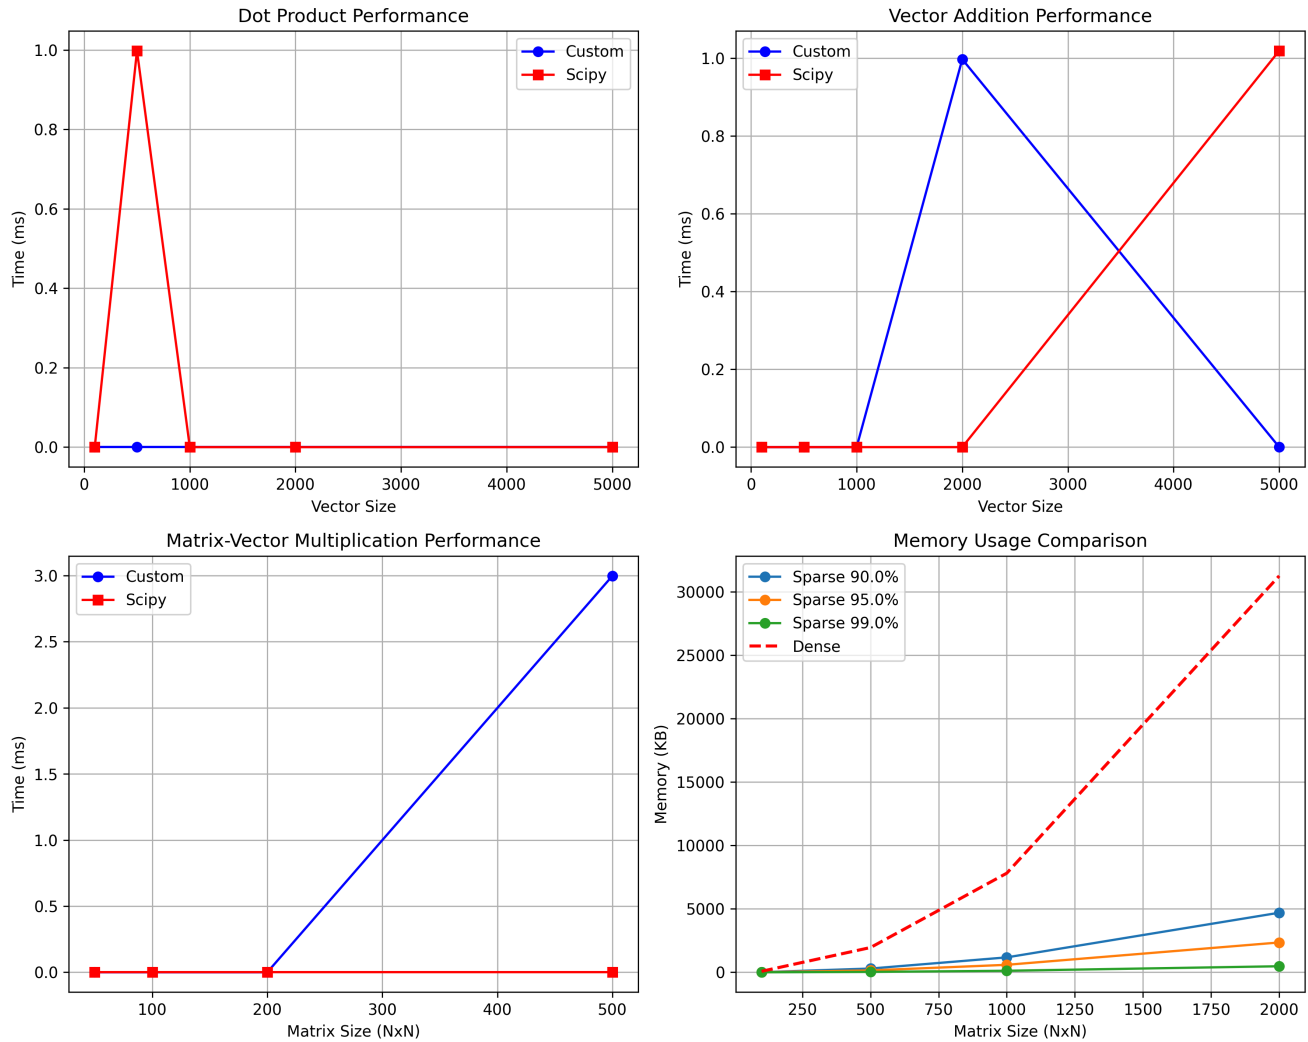 Dot Product Performance
1.0
0.8
0.6
0.4
0.2
0.0
Time (ms)
Custom
Scipy
0 1000 2000 3000 4000 5000
Vector Size
Vector Addition Performance
1.0
0.8
0.6
0.4
0.2
0.0
Time (ms)
Custom
Scipy
0 1000 2000 3000 4000 5000
Vector Size
Matrix-Vector Multiplication Performance
3.0
2.5
2.0
1.5
1.0
0.5
0.0
Time (ms)
Custom
Scipy
100 200 300 400 500
Matrix Size (NxN)
Memory Usage Comparison
30000
25000
20000
15000
10000
5000
0
Memory (KB)
Sparse 90.0%
Sparse 95.0%
Sparse 99.0%
Dense
250 500 750 1000 1250 1500 1750 2000
Matrix Size (NxN)